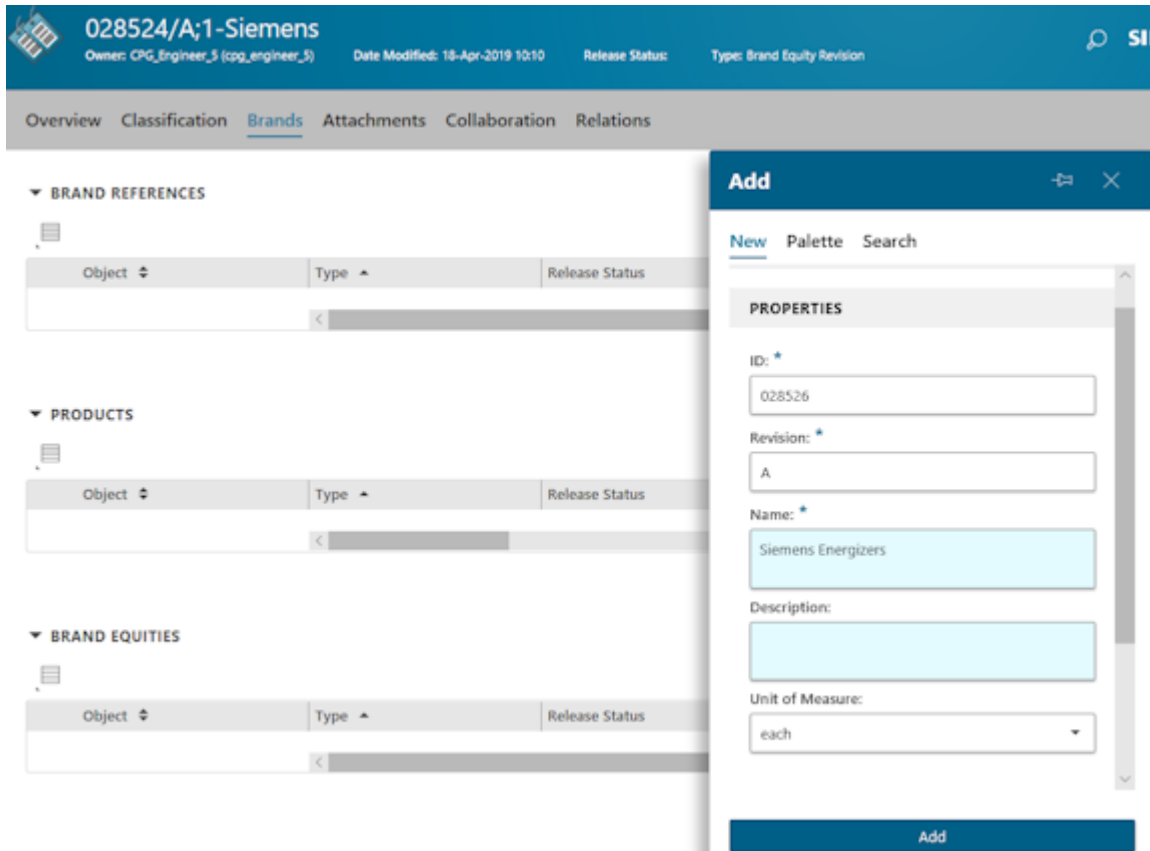 028524/A;1-Siemens
Owner: CPG_Engineer_5 (cpg_engineer_5) Date Modified: 18-Apr-2019 10:10 Release Status: Type: Brand Equity Revision
Overview Classification Brands Attachments Collaboration Relations
BRAND REFERENCES
Object Type Release Status
PRODUCTS
Object Type Release Status
BRAND EQUITIES
Object Type Release Status
Add
New Palette Search
PROPERTIES
ID: *
028526
Revision: *
A
Name: *
Siemens Energizers
Description:
Unit of Measure:
each
Add